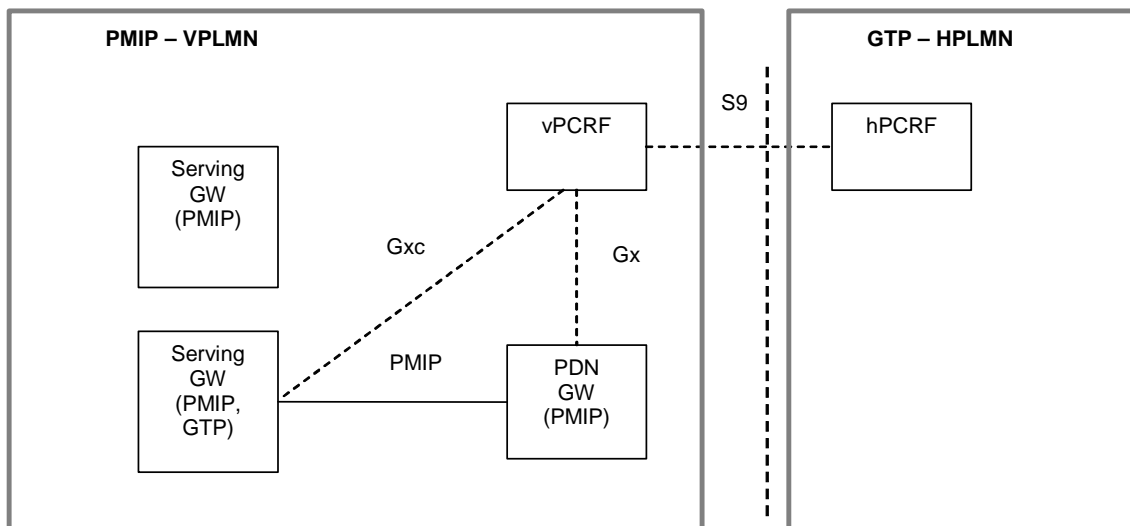 PMIP – VPLMN
GTP – HPLMN
S9
vPCRF
hPCRF
Serving
GW
(PMIP)
Gxc
Gx
Serving
GW
(PMIP,
GTP)
PMIP
PDN
GW
(PMIP)